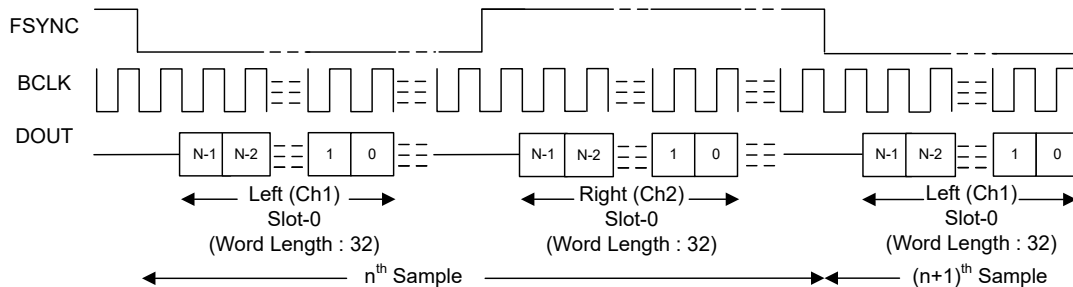 FSYNC
BCLK
DOUT
N-1 N-2 1 0 N-1 N-2 1 0 N-1 N-2 1 0
Left (Ch1) Right (Ch2) Left (Ch1)
Slot-0 Slot-0 Slot-0
(Word Length : 32) (Word Length : 32) (Word Length : 32)
nth Sample (n+1)th Sample